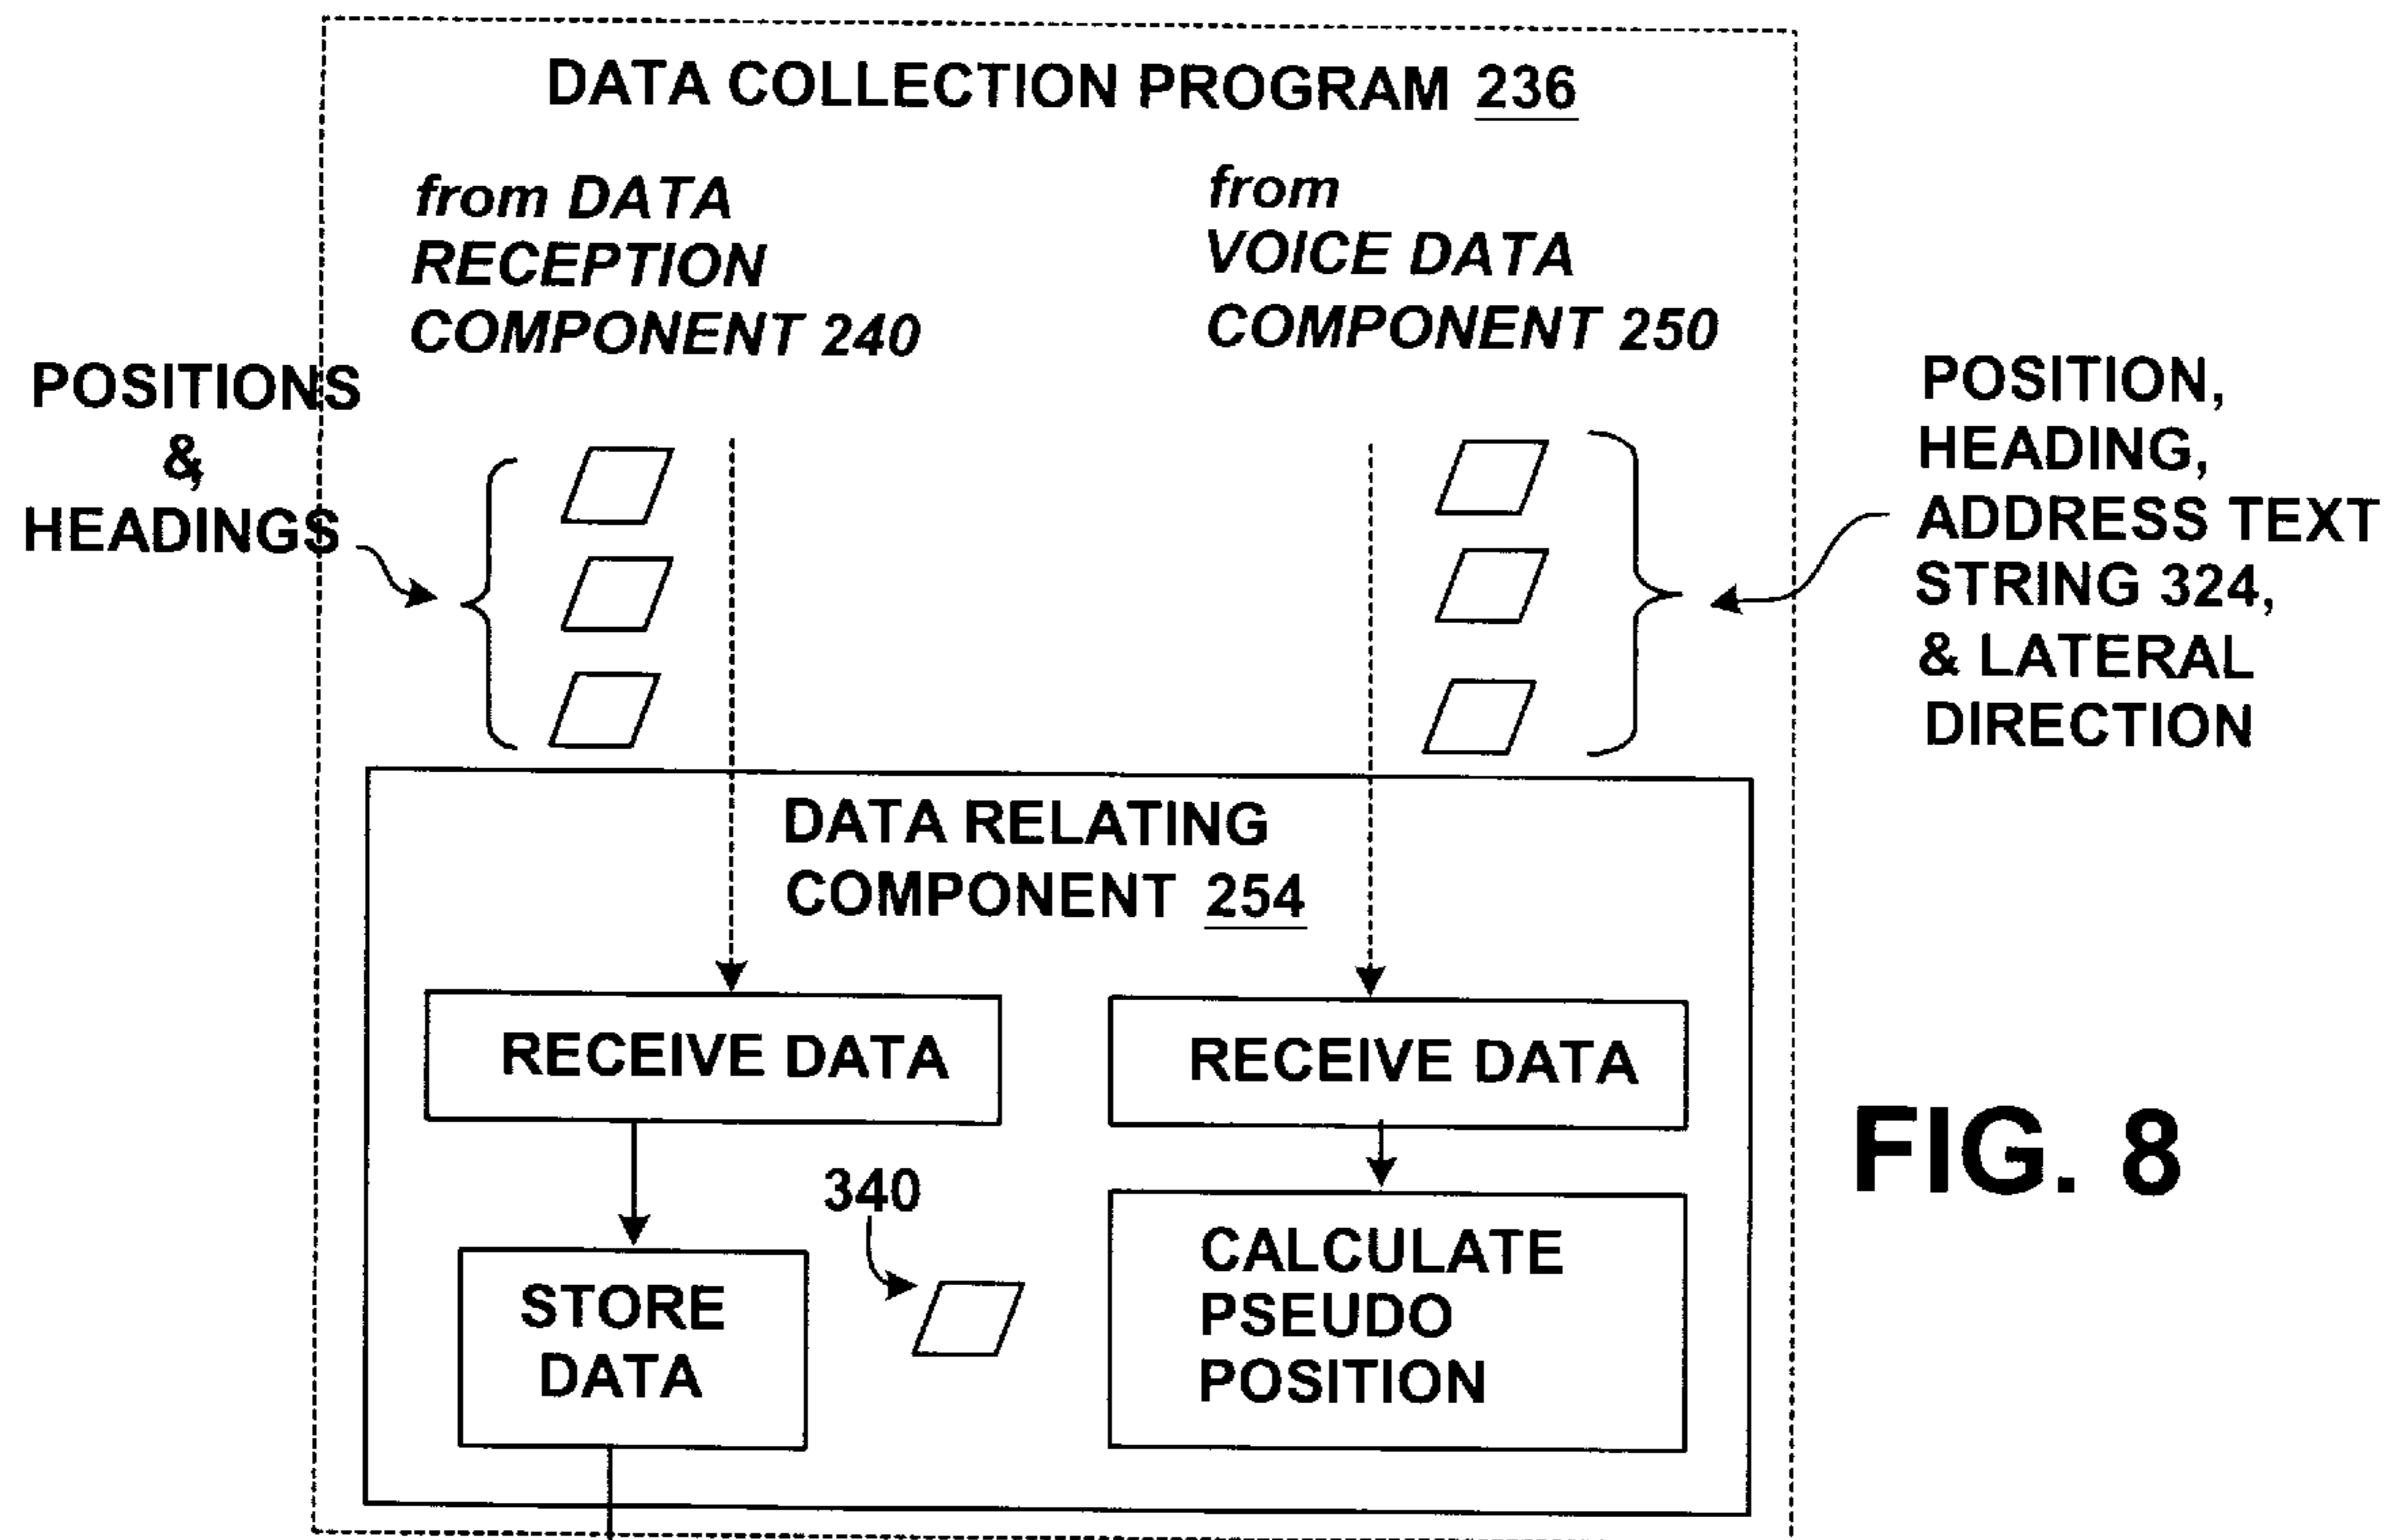 DATA COLLECTION PROGRAM 236
from DATA
RECEPTION
COMPONENT 240
from
VOICE DATA
COMPONENT 250
POSITIONS
&
HEADINGS
POSITION,
HEADING,
ADDRESS TEXT
STRING 324,
& LATERAL
DIRECTION
DATA RELATING
COMPONENT 254
RECEIVE DATA
RECEIVE DATA
340
STORE
DATA
CALCULATE
PSEUDO
POSITION
FIG. 8